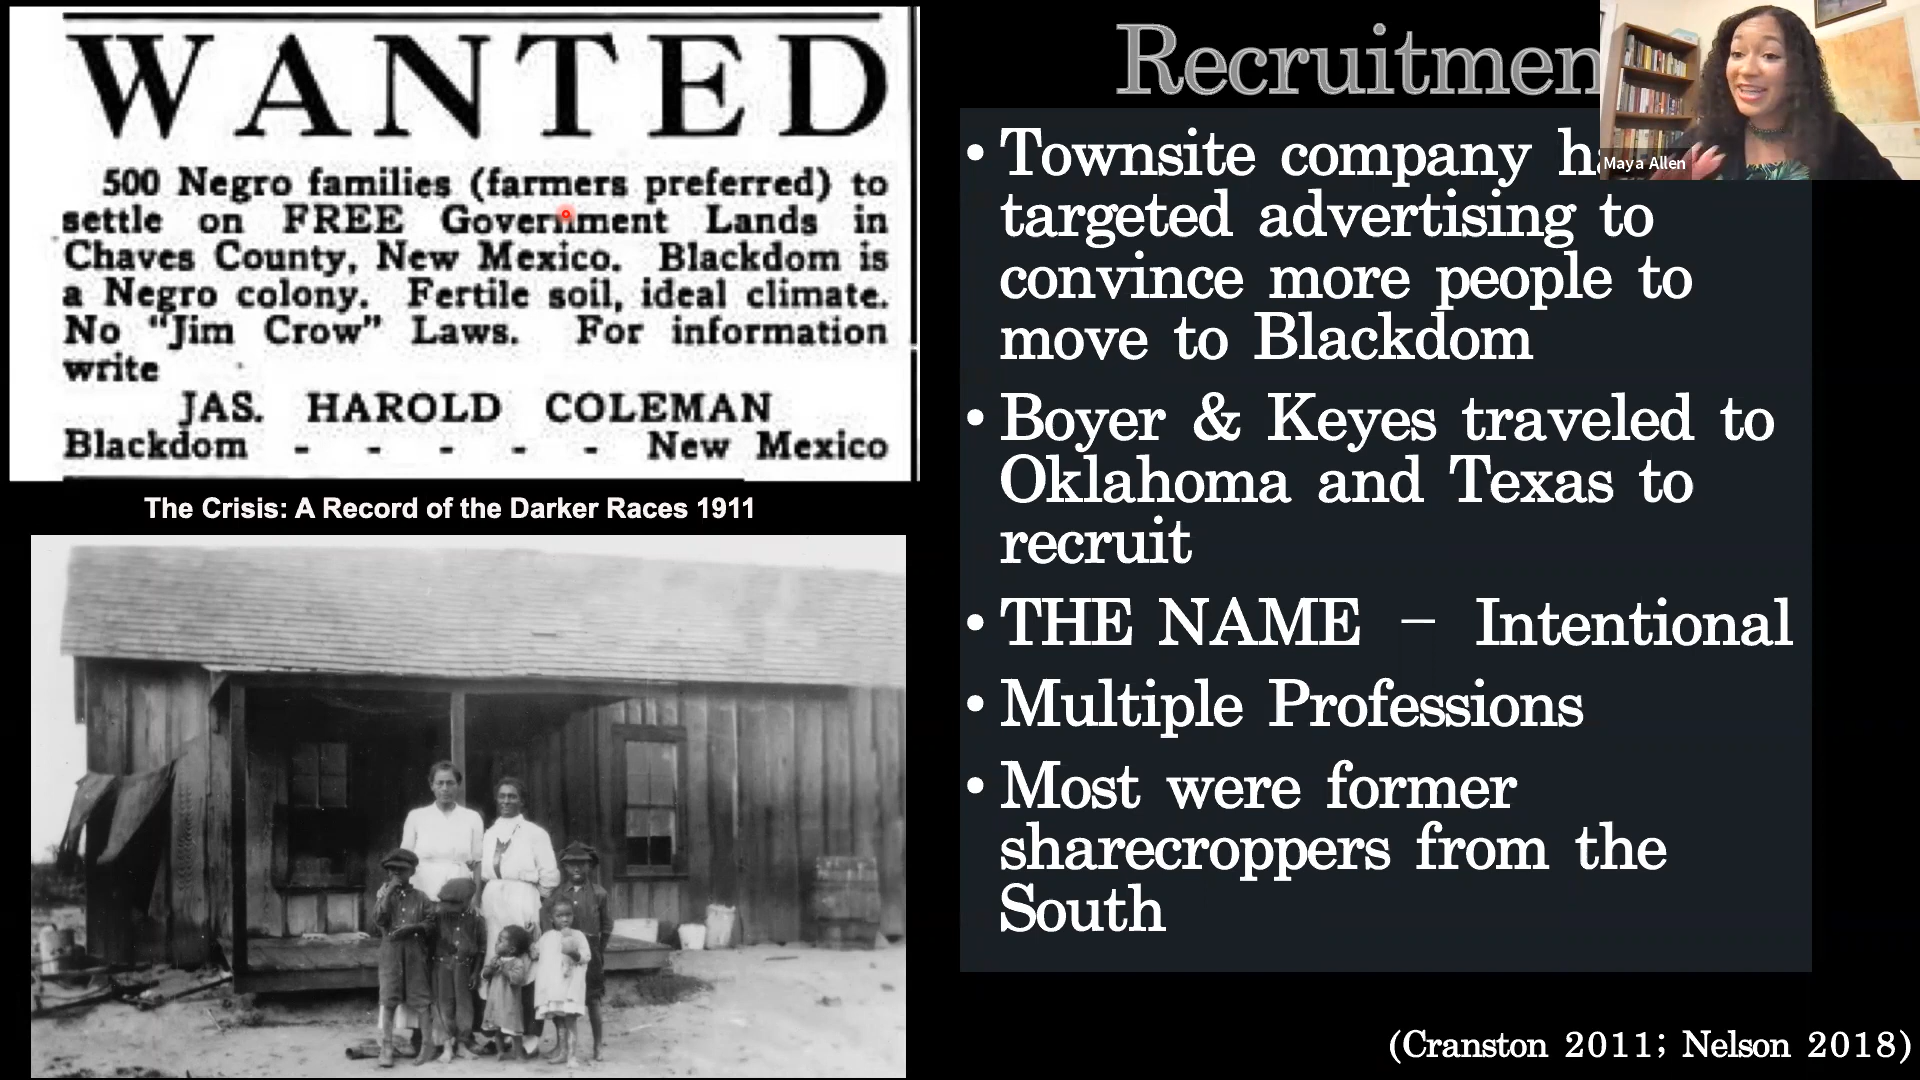 WANTED
500 Negro families (farmers preferred) to
settle on FREE Government Lands in
Chaves County, New Mexico. Blackdom is
a Negro colony. Fertile soil, ideal climate.
No "Jim Crow" Laws. For information
write
JAS. HAROLD COLEMAN
Blackdom - - - - - New Mexico
The Crisis: A Record of the Darker Races 1911
Recruitmen
• Townsite company ha
targeted advertising to
convince more people to
move to Blackdom
• Boyer & Keyes traveled to
Oklahoma and Texas to
recruit
• THE NAME – Intentional
• Multiple Professions
• Most were former
sharecroppers from the
South
(Cranston 2011; Nelson 2018)
Maya Allen